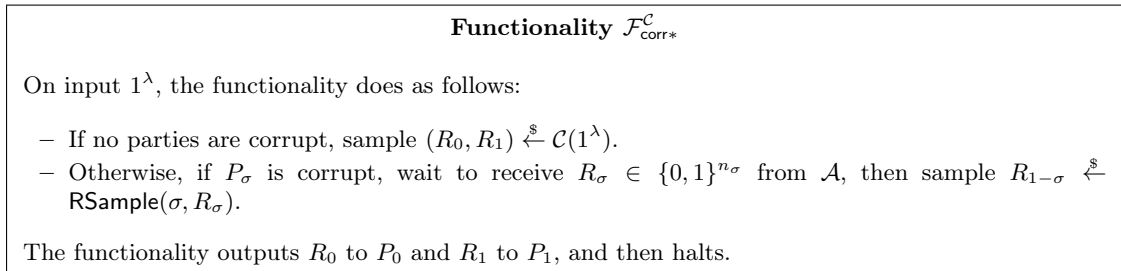 Functionality $\mathcal{F}_{\mathsf{corr*}}^{\mathcal{C}}$
On input $1^\lambda$, the functionality does as follows:
– If no parties are corrupt, sample $(R_0, R_1) \xleftarrow{\$} \mathcal{C}(1^\lambda)$.
– Otherwise, if $P_\sigma$ is corrupt, wait to receive $R_\sigma \in \{0,1\}^{n_\sigma}$ from $\mathcal{A}$, then sample $R_{1-\sigma} \xleftarrow{\$}$
$\mathsf{RSample}(\sigma, R_\sigma)$.
The functionality outputs $R_0$ to $P_0$ and $R_1$ to $P_1$, and then halts.